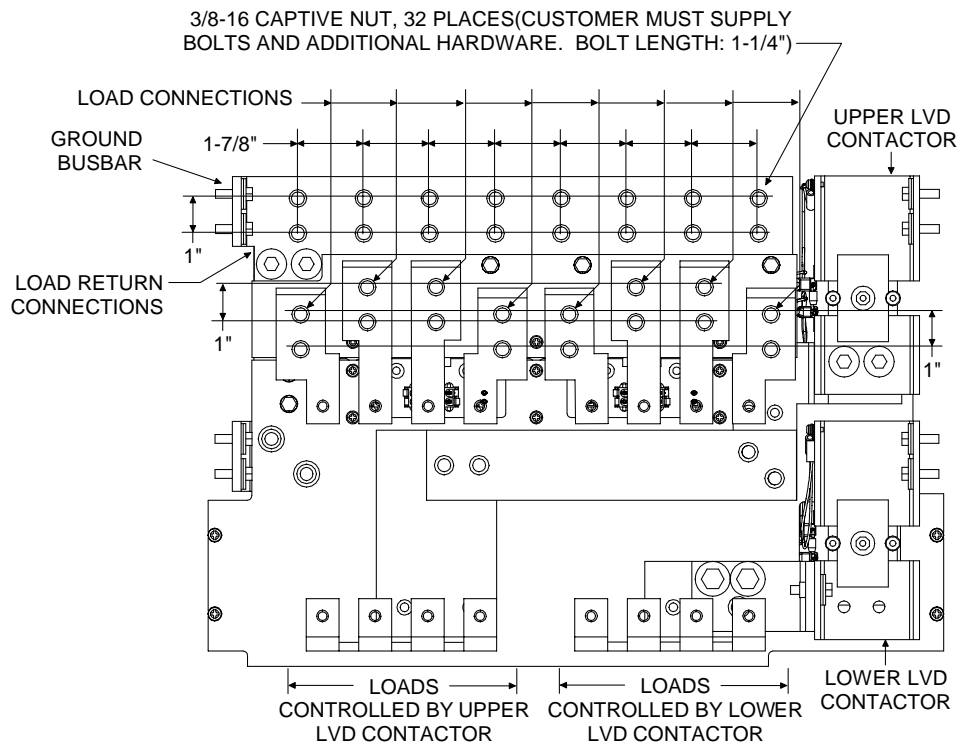 3/8-16 CAPTIVE NUT, 32 PLACES(CUSTOMER MUST SUPPLY
BOLTS AND ADDITIONAL HARDWARE.  BOLT LENGTH: 1-1/4")
LOAD CONNECTIONS
UPPER LVD
CONTACTOR
GROUND
BUSBAR
1-7/8"
1"
LOAD RETURN
CONNECTIONS
1"
1"
LOWER LVD
CONTACTOR
LOADS
CONTROLLED BY UPPER
LVD CONTACTOR
LOADS
CONTROLLED BY LOWER
LVD CONTACTOR